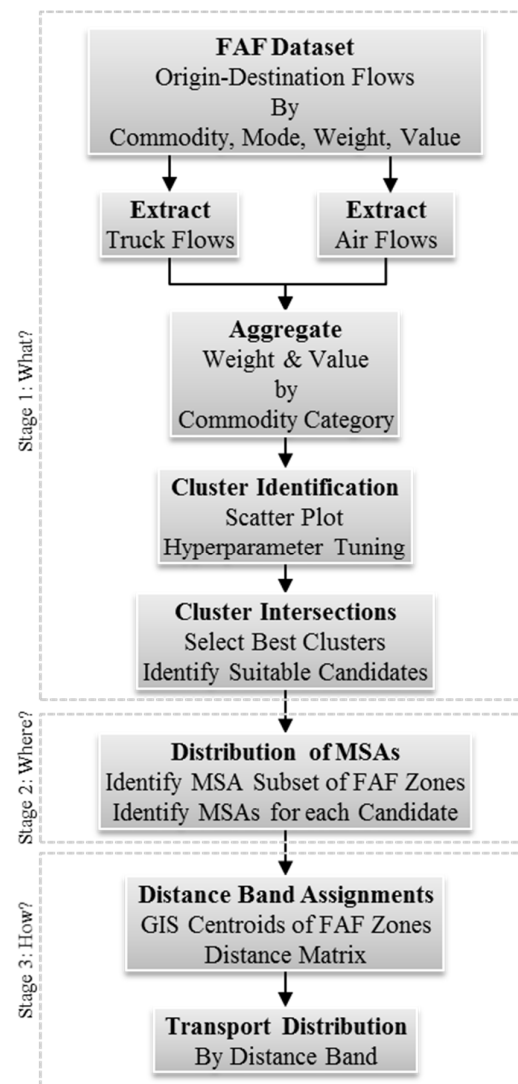 FAF Dataset
Origin-Destination Flows
By
Commodity, Mode, Weight, Value
Extract
Truck Flows
Extract
Air Flows
Stage 1: What?
Aggregate
Weight & Value
by
Commodity Category
Cluster Identification
Scatter Plot
Hyperparameter Tuning
Cluster Intersections
Select Best Clusters
Identify Suitable Candidates
Stage 2: Where?
Distribution of MSAs
Identify MSA Subset of FAF Zones
Identify MSAs for each Candidate
Stage 3: How?
Distance Band Assignments
GIS Centroids of FAF Zones
Distance Matrix
Transport Distribution
By Distance Band